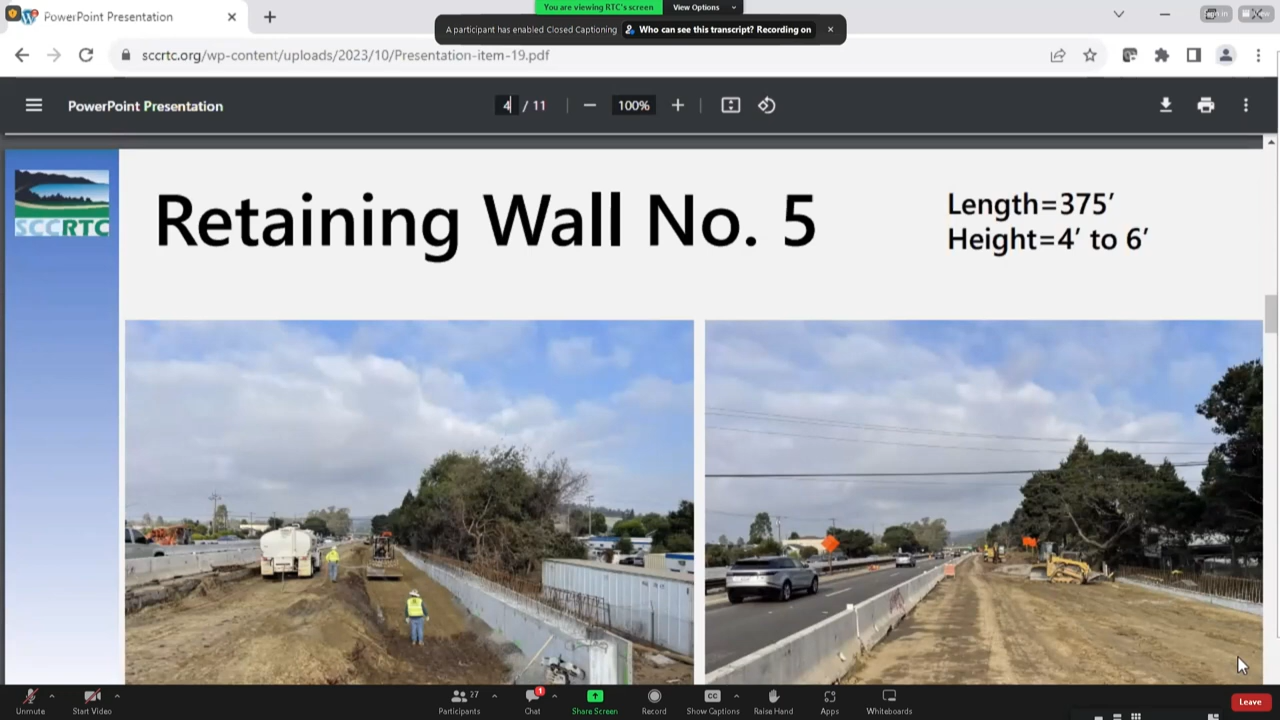 PowerPoint Presentation
You are viewing RTC's screen
View Options
A participant has enabled Closed Captioning
Who can see this transcript? Recording on
sccrtc.org/wp-content/uploads/2023/10/Presentation-item-19.pdf
PowerPoint Presentation
4 / 11
100%
SCCRTC
Retaining Wall No. 5
Length=375’
Height=4’ to 6’
Unmute
Start Video
27
Participants
1
Chat
Share Screen
Record
CC
Show Captions
Raise Hand
Apps
Whiteboards
Leave